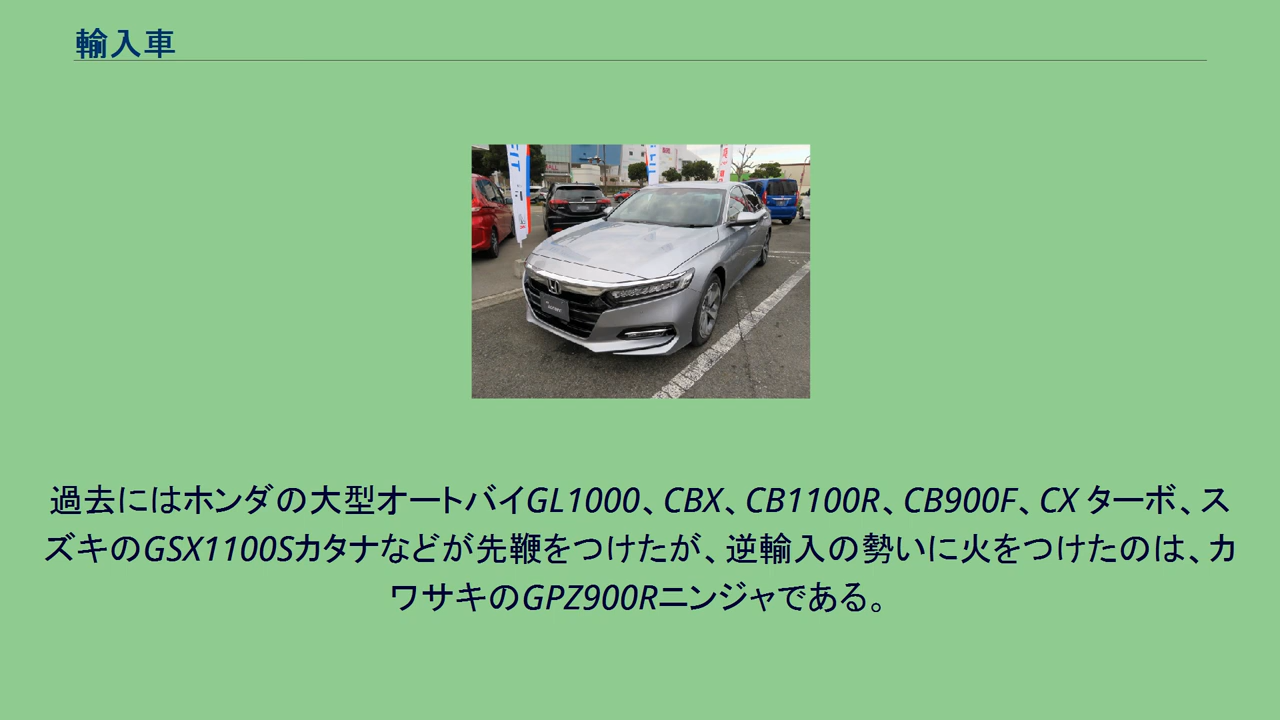 輸入車
過去にはホンダの大型オートバイGL1000、CBX、CB1100R、CB900F、CX ターボ、ス
ズキのGSX1100Sカタナなどが先鞭をつけたが、逆輸入の勢いに火をつけたのは、カ
ワサキのGPZ900Rニンジャである。